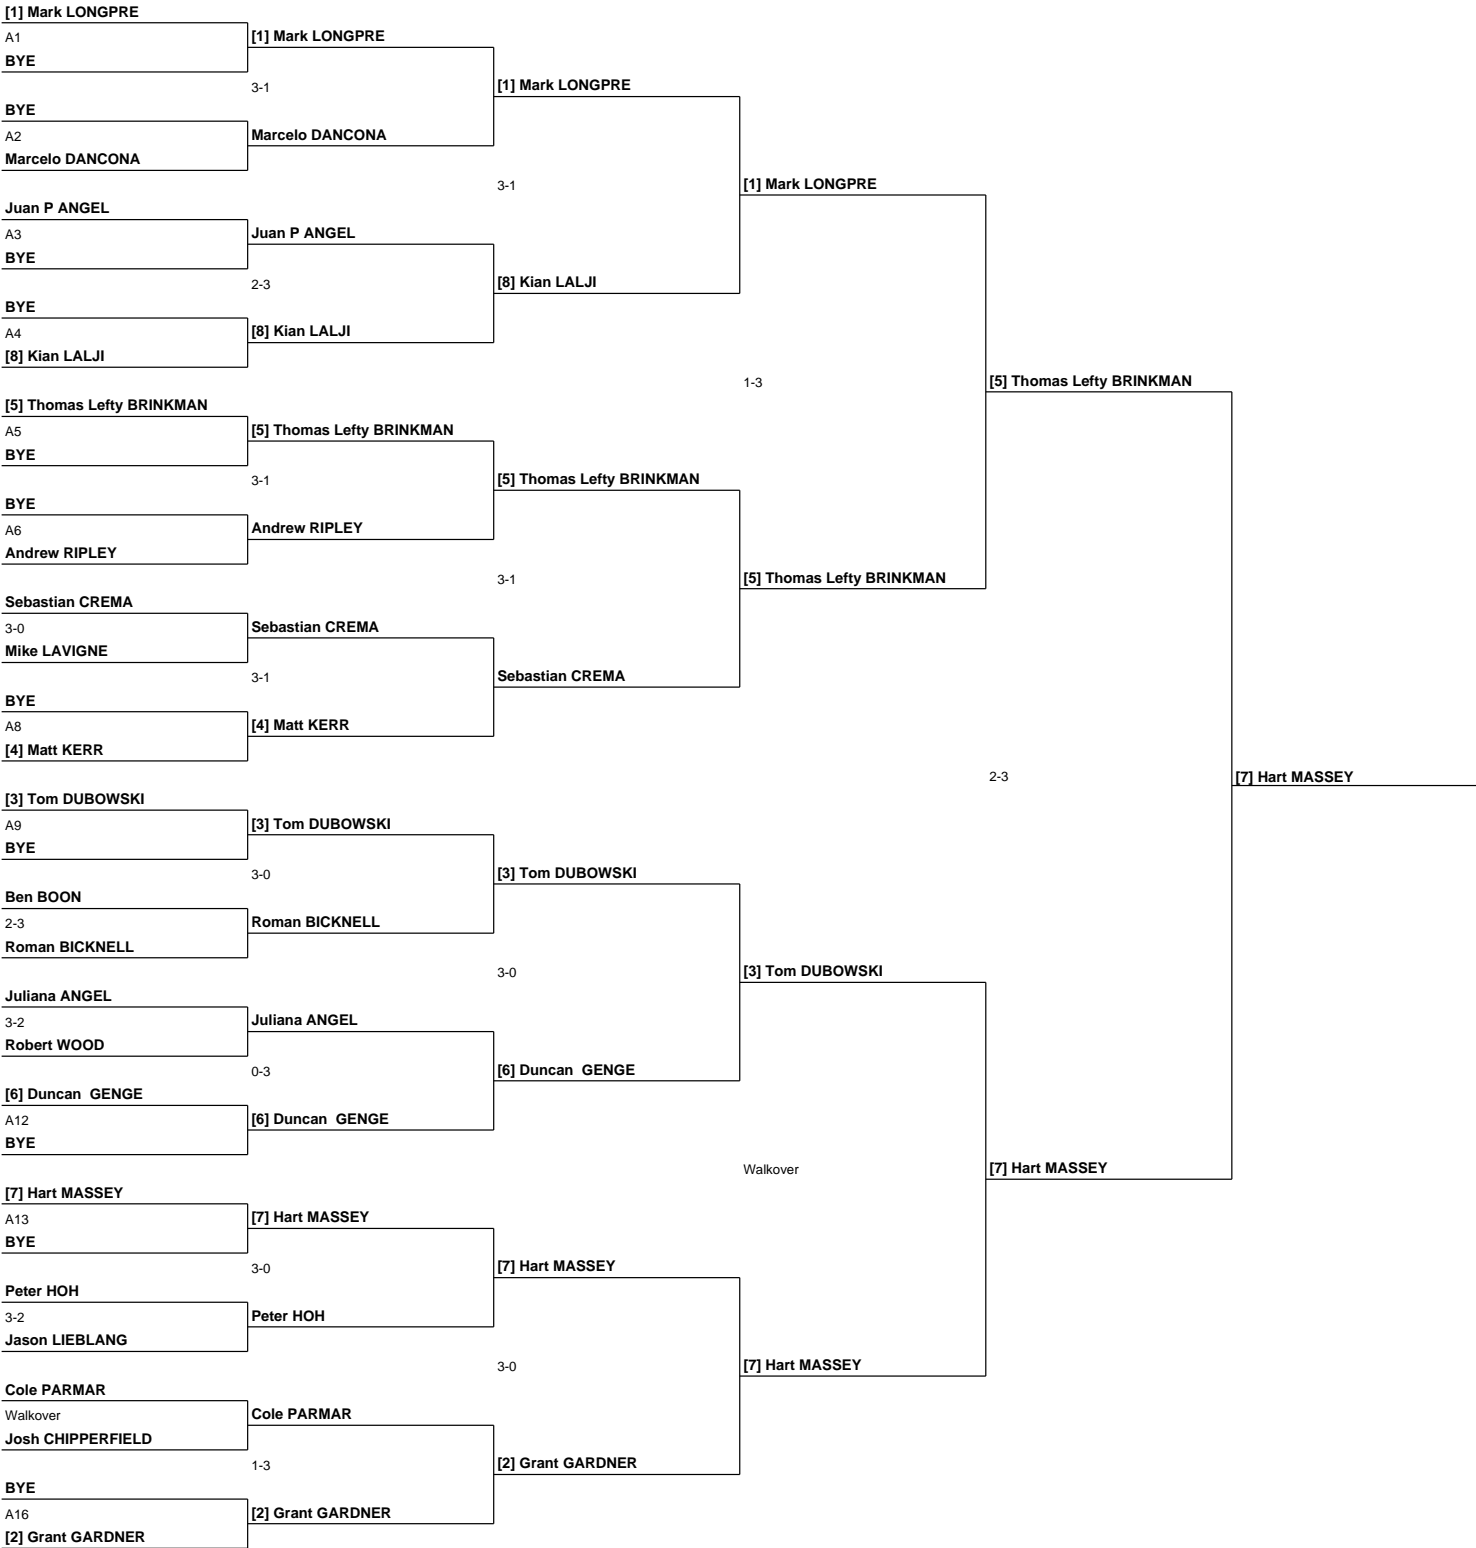 [1] Mark LONGPRE
A1
[1] Mark LONGPRE
BYE
3-1
[1] Mark LONGPRE
BYE
A2
Marcelo DANCONA
Marcelo DANCONA
3-1
[1] Mark LONGPRE
Juan P ANGEL
A3
Juan P ANGEL
BYE
2-3
[8] Kian LALJI
BYE
A4
[8] Kian LALJI
[8] Kian LALJI
1-3
[5] Thomas Lefty BRINKMAN
[5] Thomas Lefty BRINKMAN
A5
[5] Thomas Lefty BRINKMAN
BYE
3-1
[5] Thomas Lefty BRINKMAN
BYE
A6
Andrew RIPLEY
Andrew RIPLEY
3-1
[5] Thomas Lefty BRINKMAN
Sebastian CREMA
3-0
Sebastian CREMA
Mike LAVIGNE
3-1
Sebastian CREMA
BYE
A8
[4] Matt KERR
[4] Matt KERR
2-3
[7] Hart MASSEY
[3] Tom DUBOWSKI
A9
[3] Tom DUBOWSKI
BYE
3-0
[3] Tom DUBOWSKI
Ben BOON
2-3
Roman BICKNELL
Roman BICKNELL
3-0
[3] Tom DUBOWSKI
Juliana ANGEL
3-2
Juliana ANGEL
Robert WOOD
0-3
[6] Duncan  GENGE
[6] Duncan  GENGE
A12
[6] Duncan  GENGE
BYE
Walkover
[7] Hart MASSEY
[7] Hart MASSEY
A13
[7] Hart MASSEY
BYE
3-0
[7] Hart MASSEY
Peter HOH
3-2
Peter HOH
Jason LIEBLANG
3-0
[7] Hart MASSEY
Cole PARMAR
Walkover
Cole PARMAR
Josh CHIPPERFIELD
1-3
[2] Grant GARDNER
BYE
A16
[2] Grant GARDNER
[2] Grant GARDNER